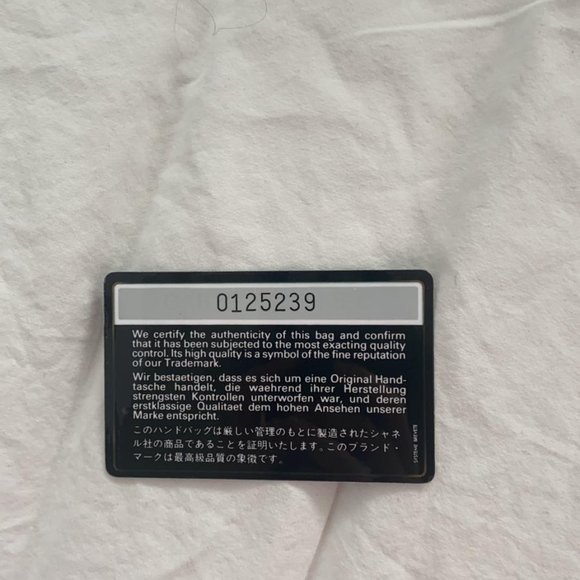 0125239
We certify the authenticity of this bag and confirm
that it has been subjected to the most exacting quality
control. Its high quality is a symbol of the fine reputation
of our Trademark.
Wir bestaetigen, dass es sich um eine Original Hand-
tasche handelt, die waehrend ihrer Herstellung
strengsten Kontrollen unterworfen war, und deren
erstklassige Qualitaet dem hohen Ansehen unserer
Marke entspricht.
このハンドバッグは厳しい管理のもとに製造されたシャネ
ル社の商品であることを証明いたします。このブランド・
マークは最高級品質の象徴です。
SYSTEME BREVETE